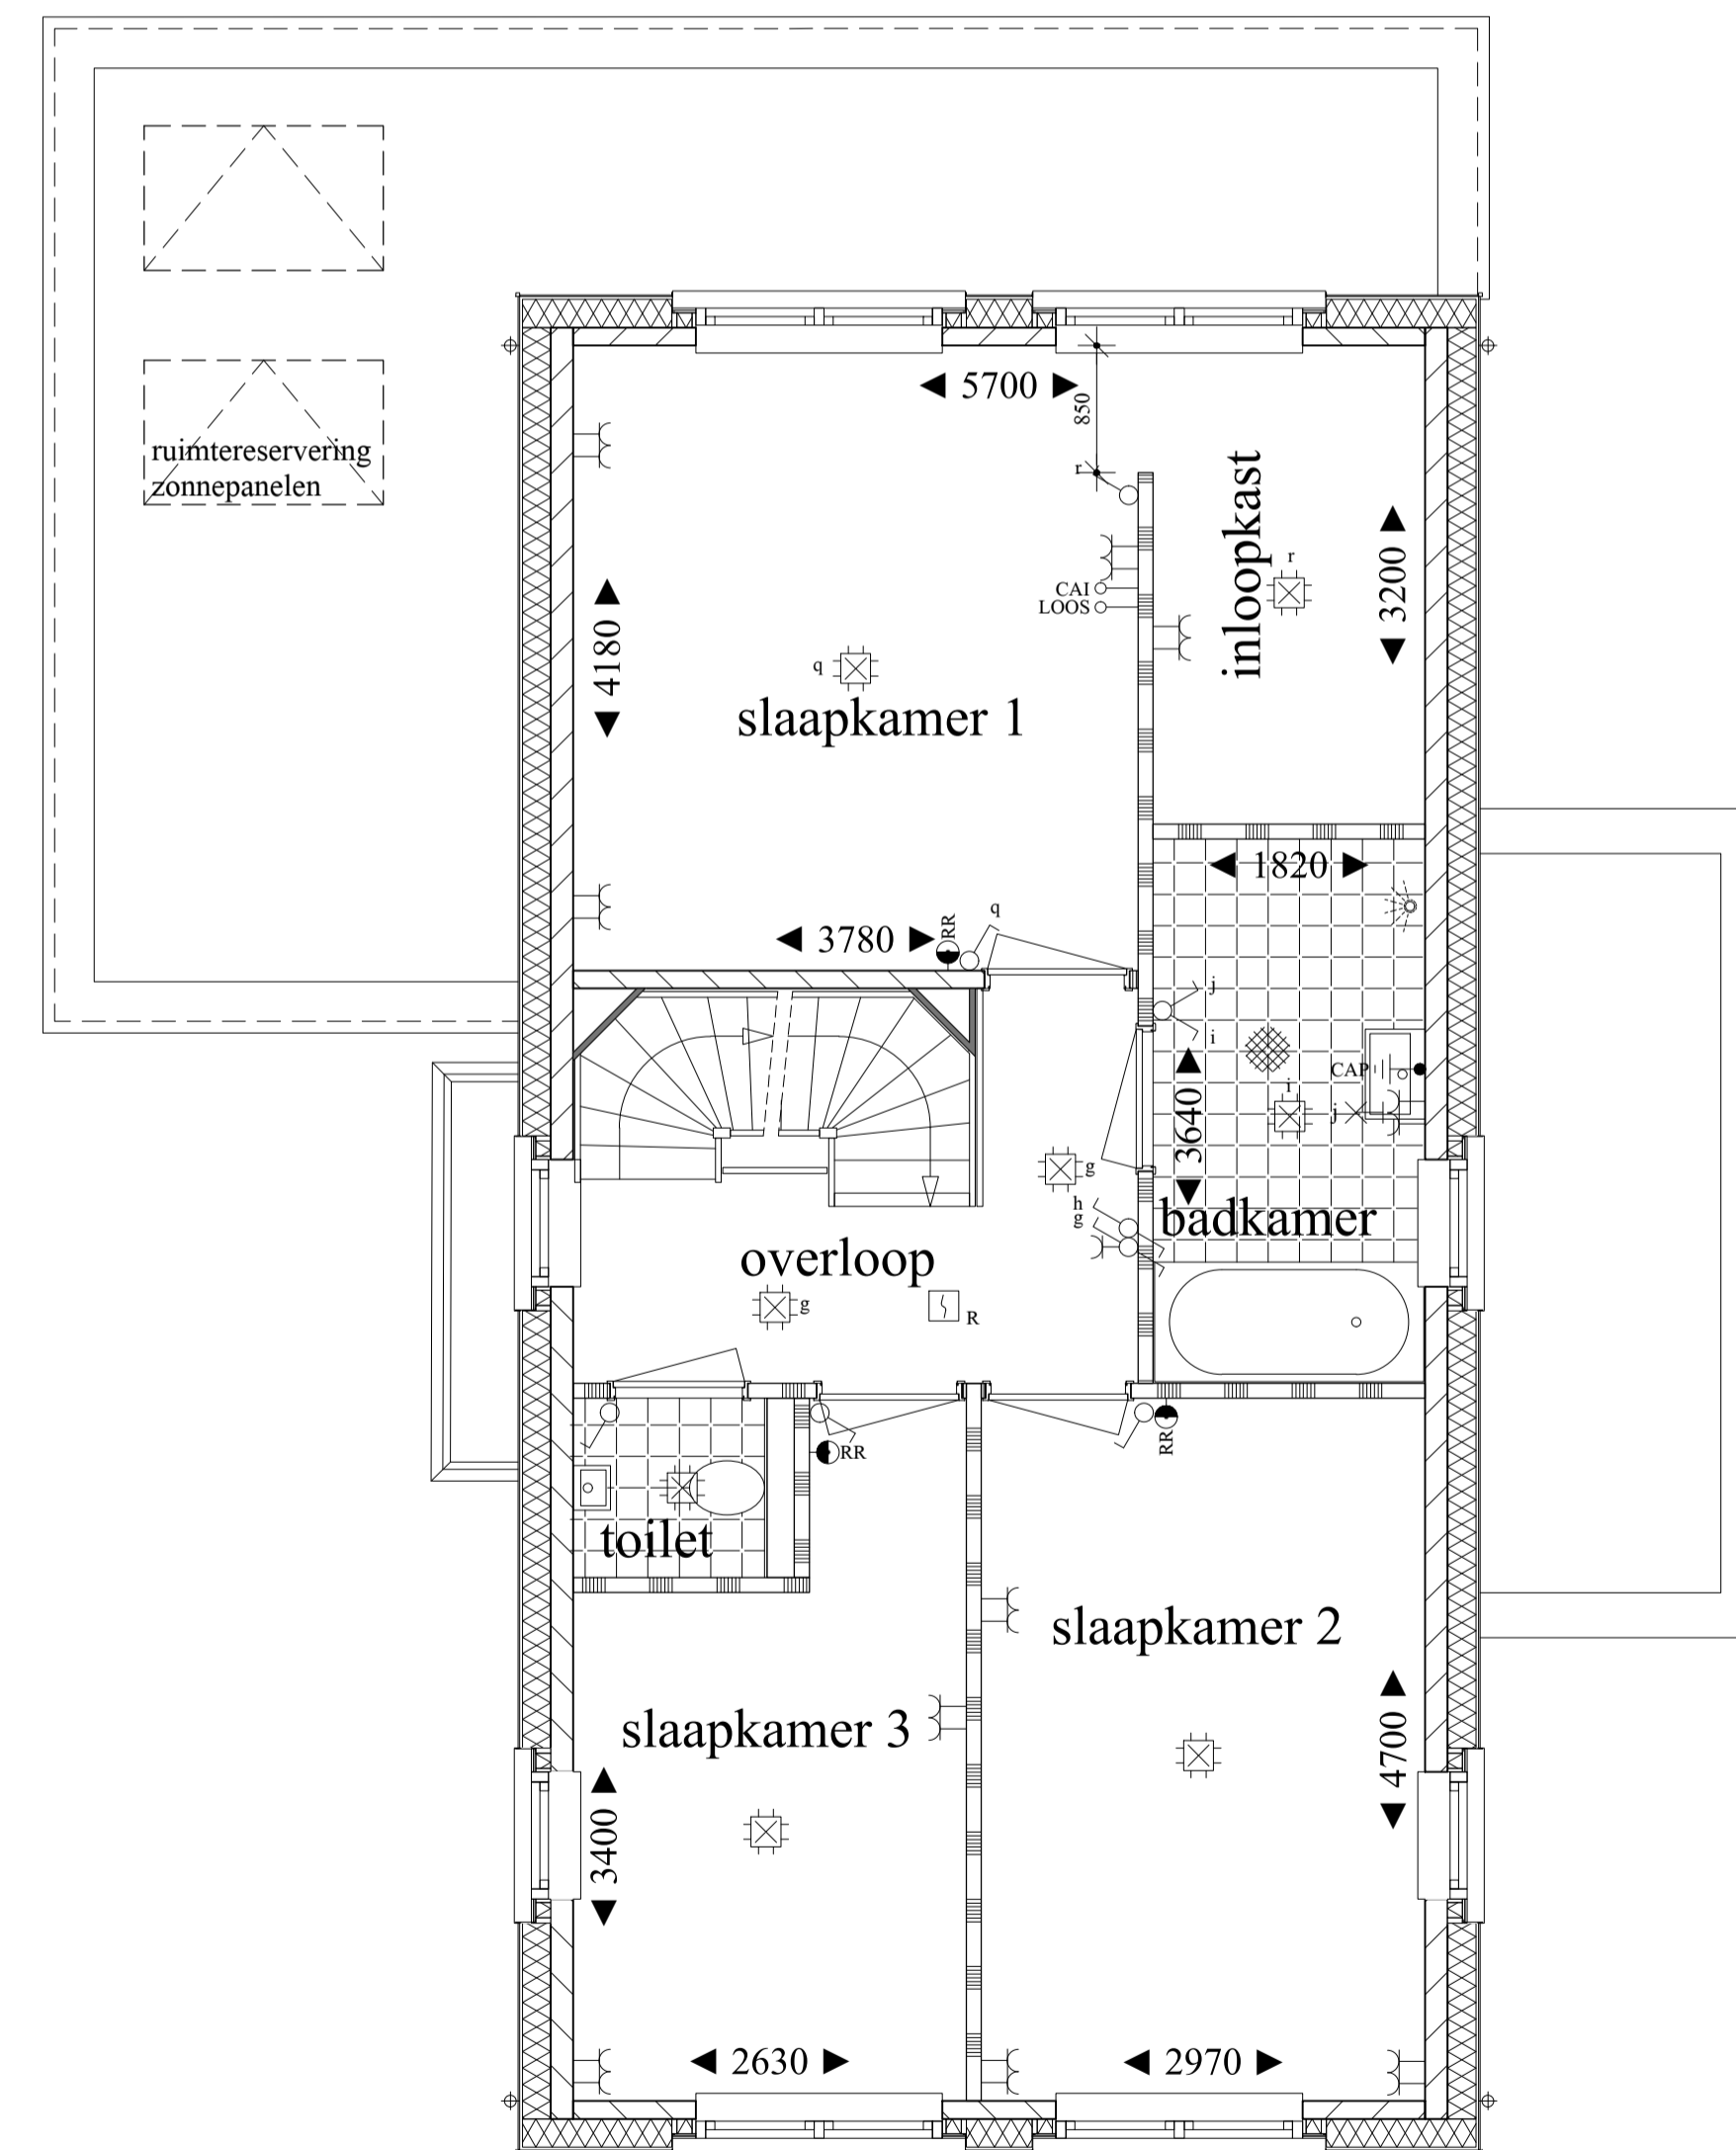 5700
850
ruimtereservering
zonnepanelen
r
inloopkast
r
3200
CAI
LOOS
4180
q
slaapkamer 1
1820
3780
RR
q
j
i
CAP
i
j
3640
g
h
g
badkamer
overloop
g
R
RR
RR
toilet
slaapkamer 2
slaapkamer 3
4700
3400
2630
2970